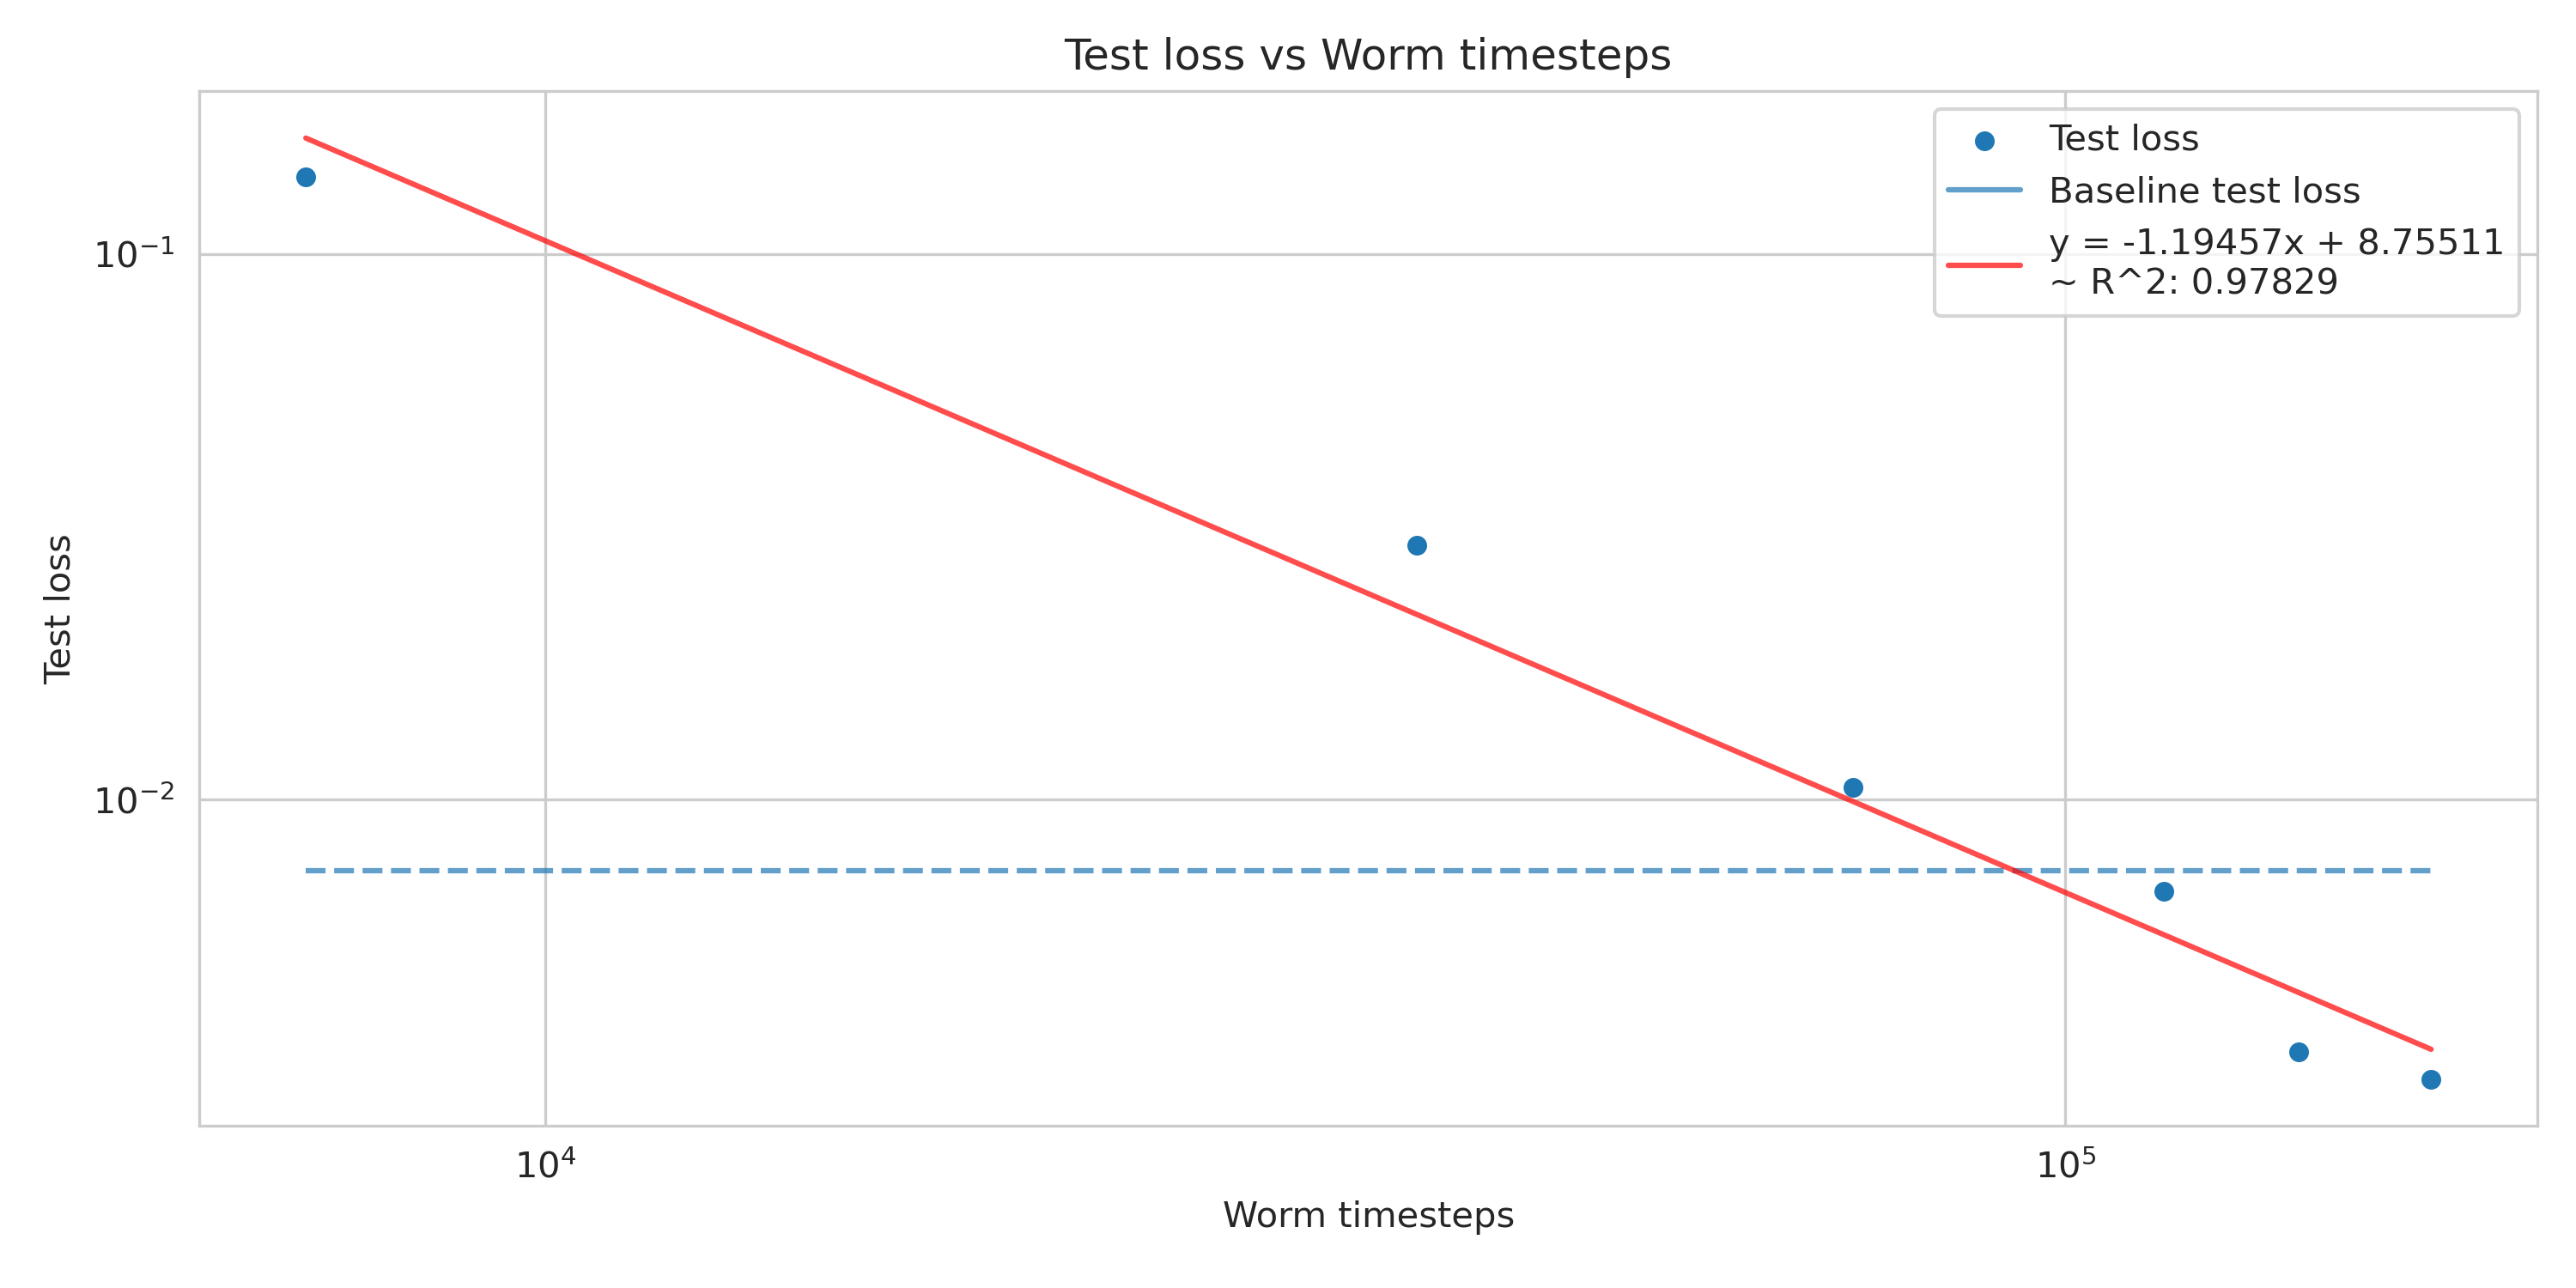 Test loss vs Worm timesteps
Test loss
Baseline test loss
y = -1.19457x + 8.75511
~ R^2: 0.97829
10⁻¹
10⁻²
Test loss
10⁴
10⁵
Worm timesteps